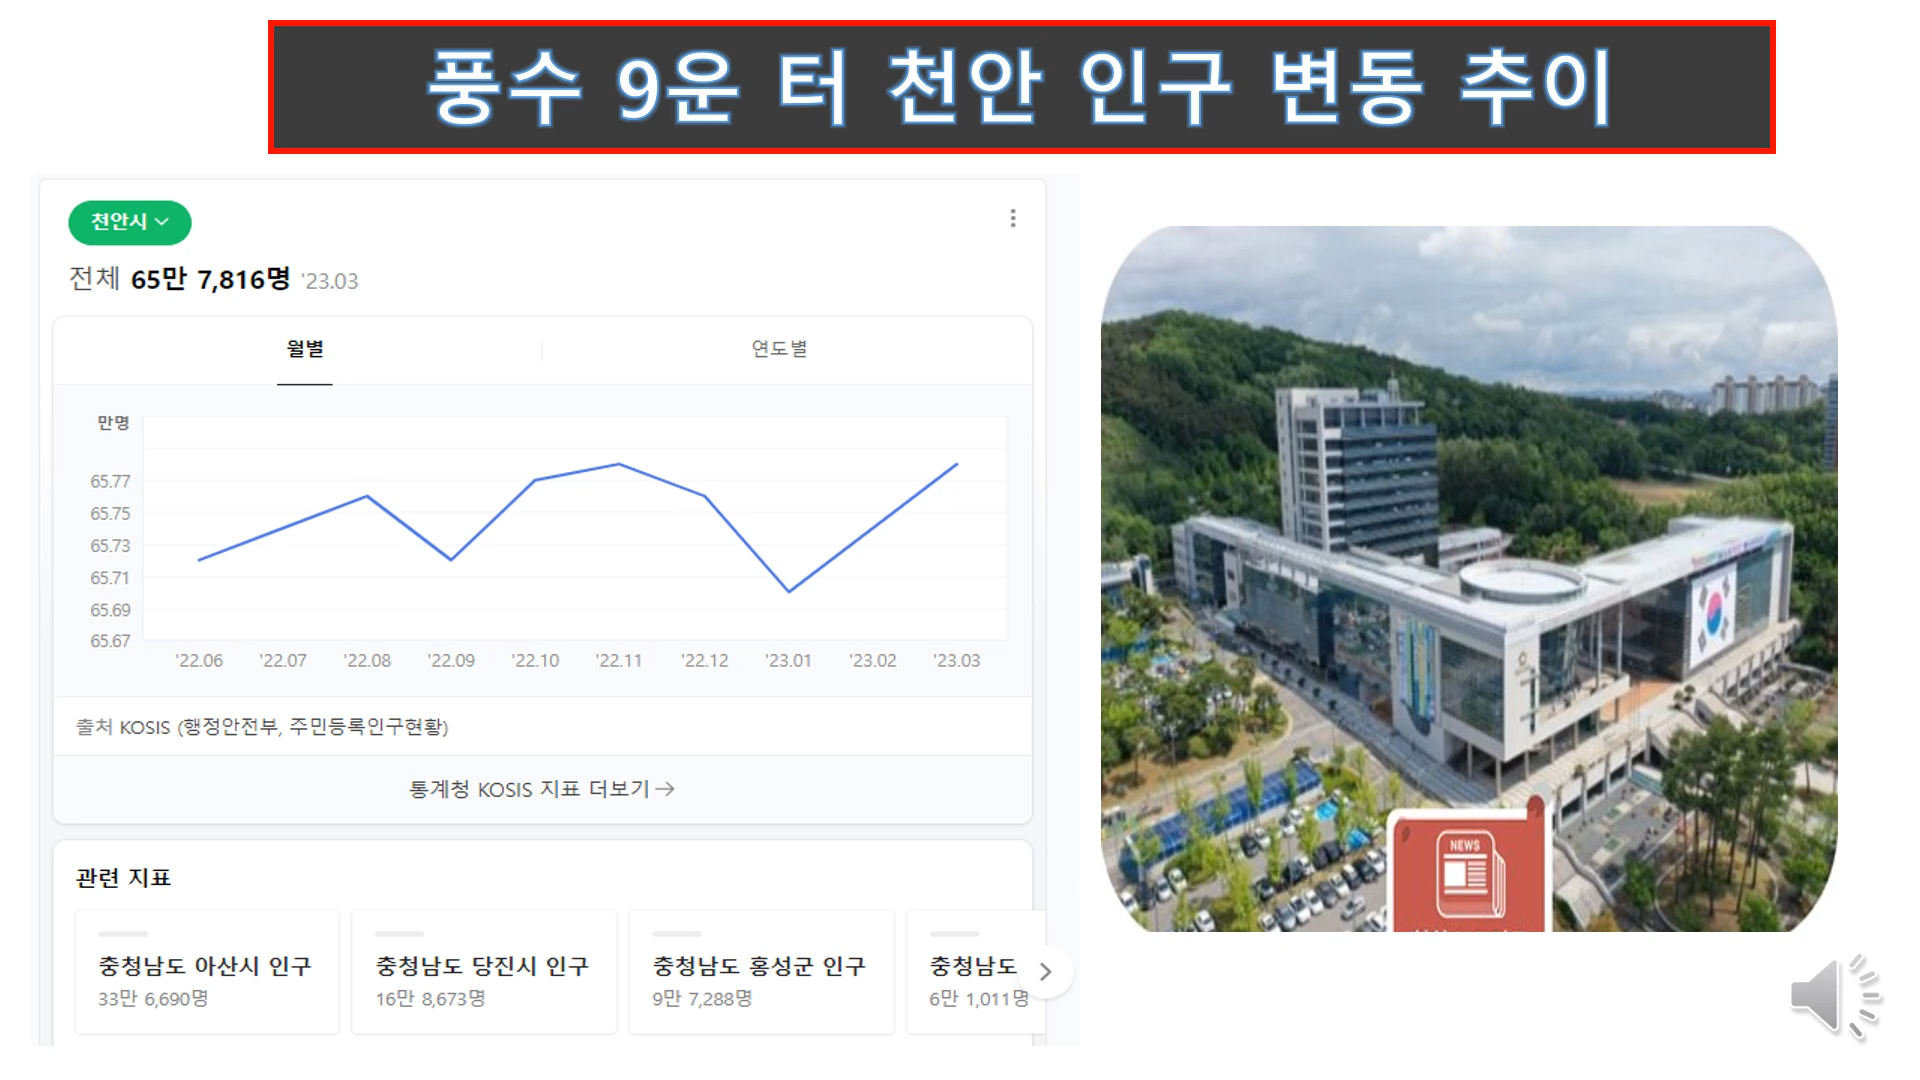 풍수 9운 터 천안 인구 변동 추이
천안시
전체 65만 7,816명 '23.03
월별
연도별
만명
65.77
65.75
65.73
65.71
65.69
65.67
'22.06 '22.07 '22.08 '22.09 '22.10 '22.11 '22.12 '23.01 '23.02 '23.03
출처 KOSIS (행정안전부, 주민등록인구현황)
통계청 KOSIS 지표 더보기
관련 지표
충청남도 아산시 인구
33만 6,690명
충청남도 당진시 인구
16만 8,673명
충청남도 홍성군 인구
9만 7,288명
충청남도
6만 1,011명
NEWS